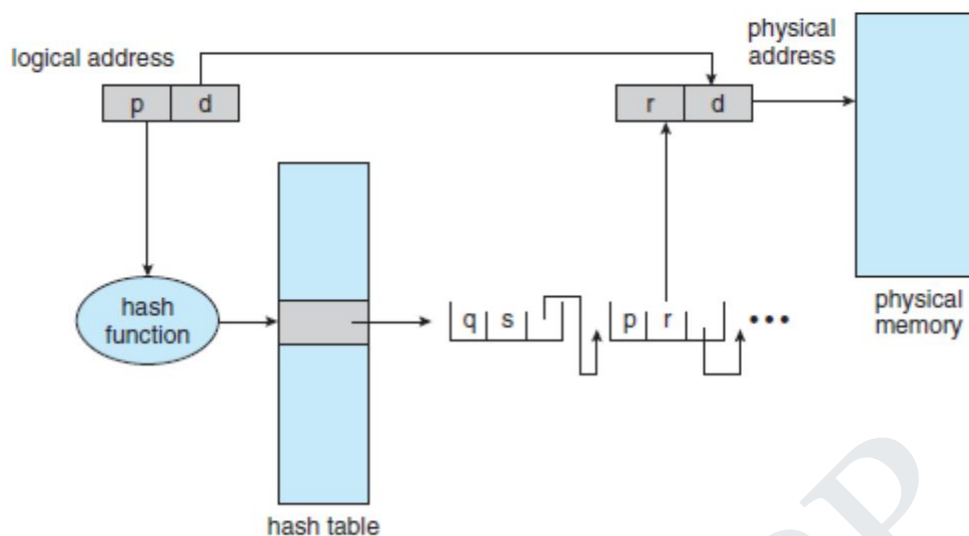 logical address
physical
address
p d
r d
hash
function
q s
p r
•••
physical
memory
hash table